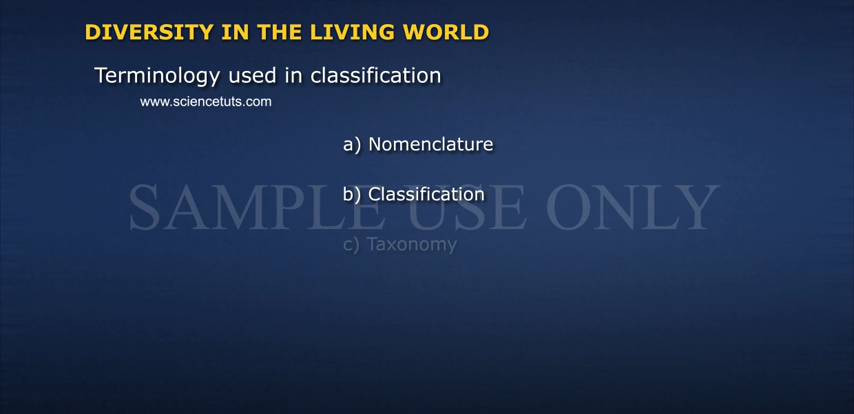 DIVERSITY IN THE LIVING WORLD
Terminology used in classification
www.sciencetuts.com
a) Nomenclature
b) Classification
SAMPLE USE ONLY
c) Taxonomy